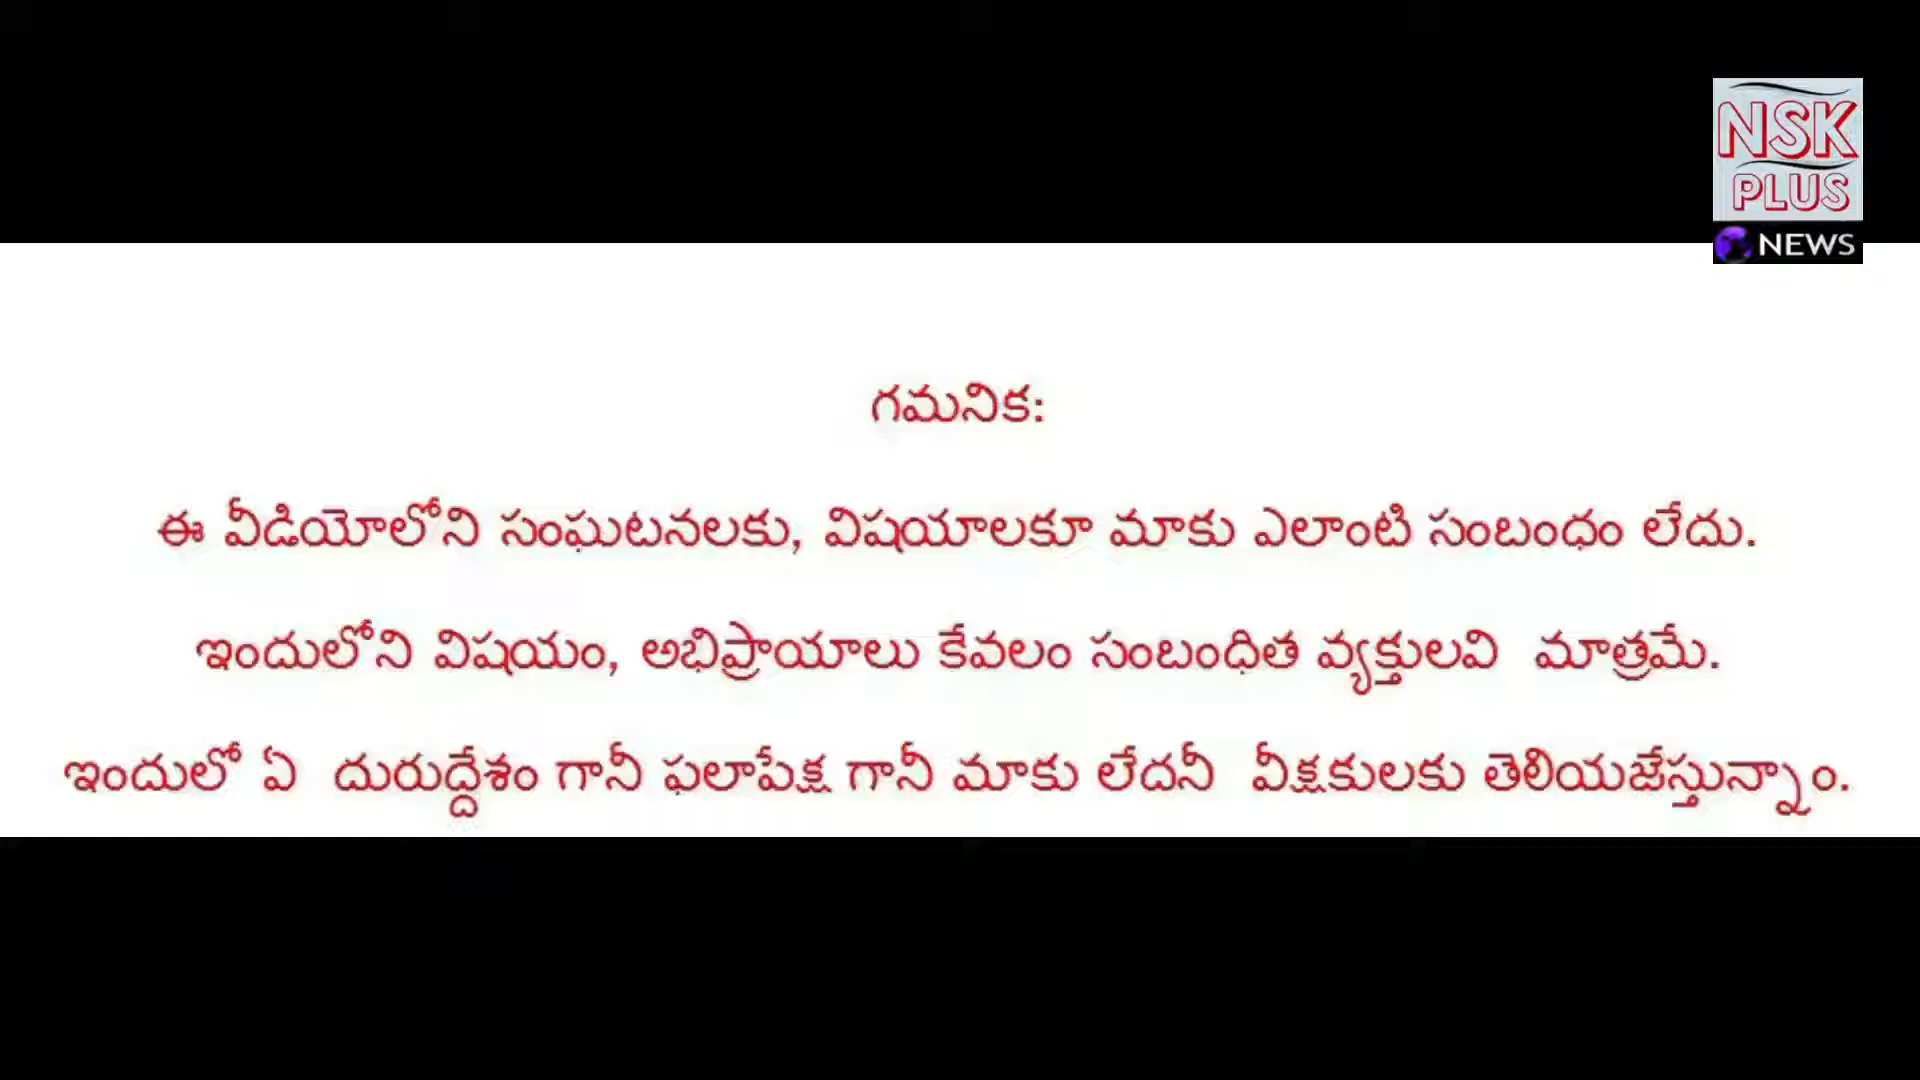 NSK
PLUS
NEWS
గమనిక:
ఈ వీడియోలోని సంఘటనలకు, విషయాలకూ మాకు ఎలాంటి సంబంధం లేదు.
ఇందులోని విషయం, అభిప్రాయాలు కేవలం సంబంధిత వ్యక్తులవి మాత్రమే.
ఇందులో ఏ దురుద్దేశం గానీ ఫలాపేక్ష గానీ మాకు లేదనీ వీక్షకులకు తెలియజేస్తున్నాం.